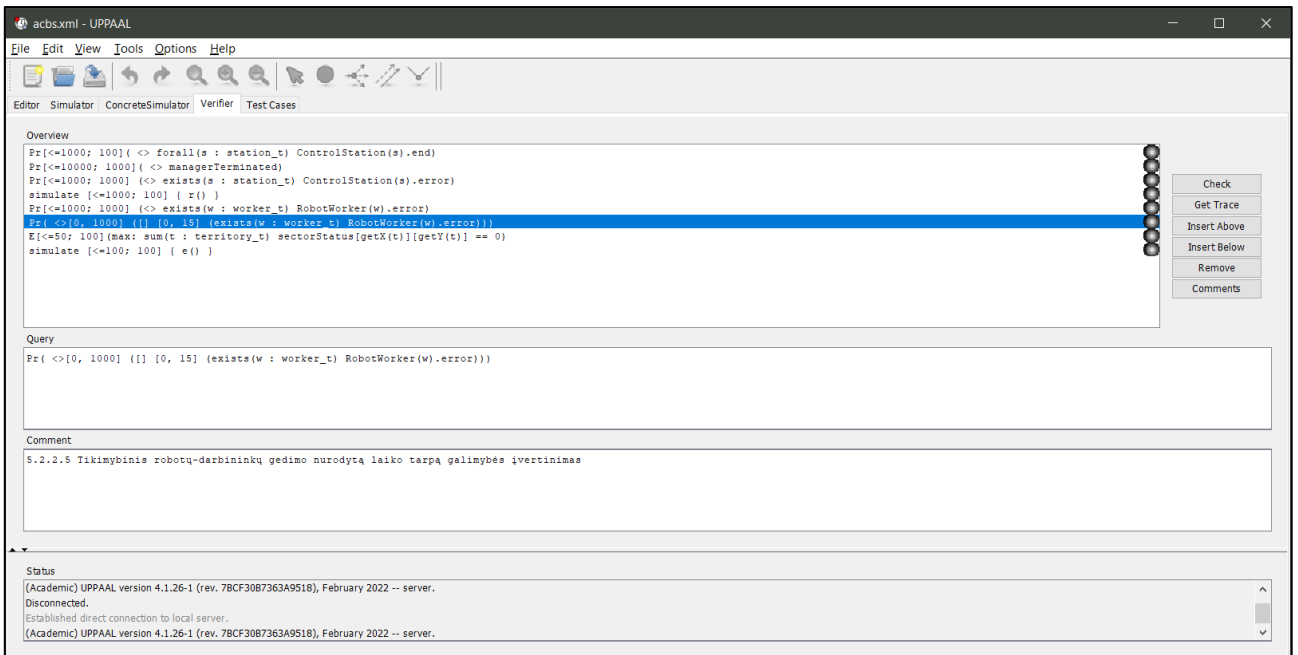 acbs.xml - UPPAAL
File Edit View Tools Options Help
Editor Simulator ConcreteSimulator Verifier Test Cases
Overview
Pr[<=1000; 100]( <> forall(s : station_t) ControlStation(s).end)
Pr[<=10000; 1000]( <> managerTerminated)
Pr[<=1000; 1000] (<> exists(s : station_t) ControlStation(s).error)
simulate [<=1000; 100] { r() }
Pr[<=1000; 1000] (<> exists(w : worker_t) RobotWorker(w).error)
Pr( <>[0, 1000] ([] [0, 15] (exists(w : worker_t) RobotWorker(w).error)))
E[<=50; 100](max: sum(t : territory_t) sectorStatus[getX(t)][getY(t)] == 0)
simulate [<=100; 100] { e() }
Check
Get Trace
Insert Above
Insert Below
Remove
Comments
Query
Pr( <>[0, 1000] ([] [0, 15] (exists(w : worker_t) RobotWorker(w).error)))
Comment
5.2.2.5 Tikimybinis robotų-darbininkų gedimo nurodytą laiko tarpą galimybės įvertinimas
Status
(Academic) UPPAAL version 4.1.26-1 (rev. 7BCF30B7363A9518), February 2022 -- server.
Disconnected.
Established direct connection to local server.
(Academic) UPPAAL version 4.1.26-1 (rev. 7BCF30B7363A9518), February 2022 -- server.